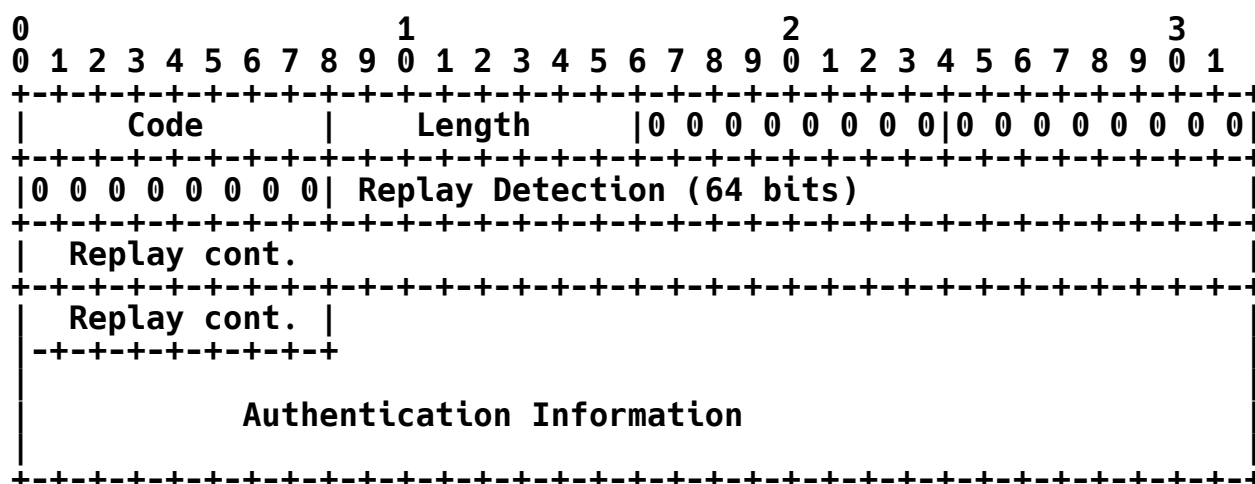 0                   1                   2                   3
0 1 2 3 4 5 6 7 8 9 0 1 2 3 4 5 6 7 8 9 0 1 2 3 4 5 6 7 8 9 0 1
+-+-+-+-+-+-+-+-+-+-+-+-+-+-+-+-+-+-+-+-+-+-+-+-+-+-+-+-+-+-+-+-+
|     Code      |    Length     |0 0 0 0 0 0 0 0|0 0 0 0 0 0 0 0|
+-+-+-+-+-+-+-+-+-+-+-+-+-+-+-+-+-+-+-+-+-+-+-+-+-+-+-+-+-+-+-+-+
|0 0 0 0 0 0 0 0| Replay Detection (64 bits)                    |
+-+-+-+-+-+-+-+-+-+-+-+-+-+-+-+-+-+-+-+-+-+-+-+-+-+-+-+-+-+-+-+-+
|  Replay cont.                                                 |
+-+-+-+-+-+-+-+-+-+-+-+-+-+-+-+-+-+-+-+-+-+-+-+-+-+-+-+-+-+-+-+-+
|  Replay cont. |                                               |
|-+-+-+-+-+-+-+-+                                               |
|                                                               |
|           Authentication Information                          |
|                                                               |
+-+-+-+-+-+-+-+-+-+-+-+-+-+-+-+-+-+-+-+-+-+-+-+-+-+-+-+-+-+-+-+-+